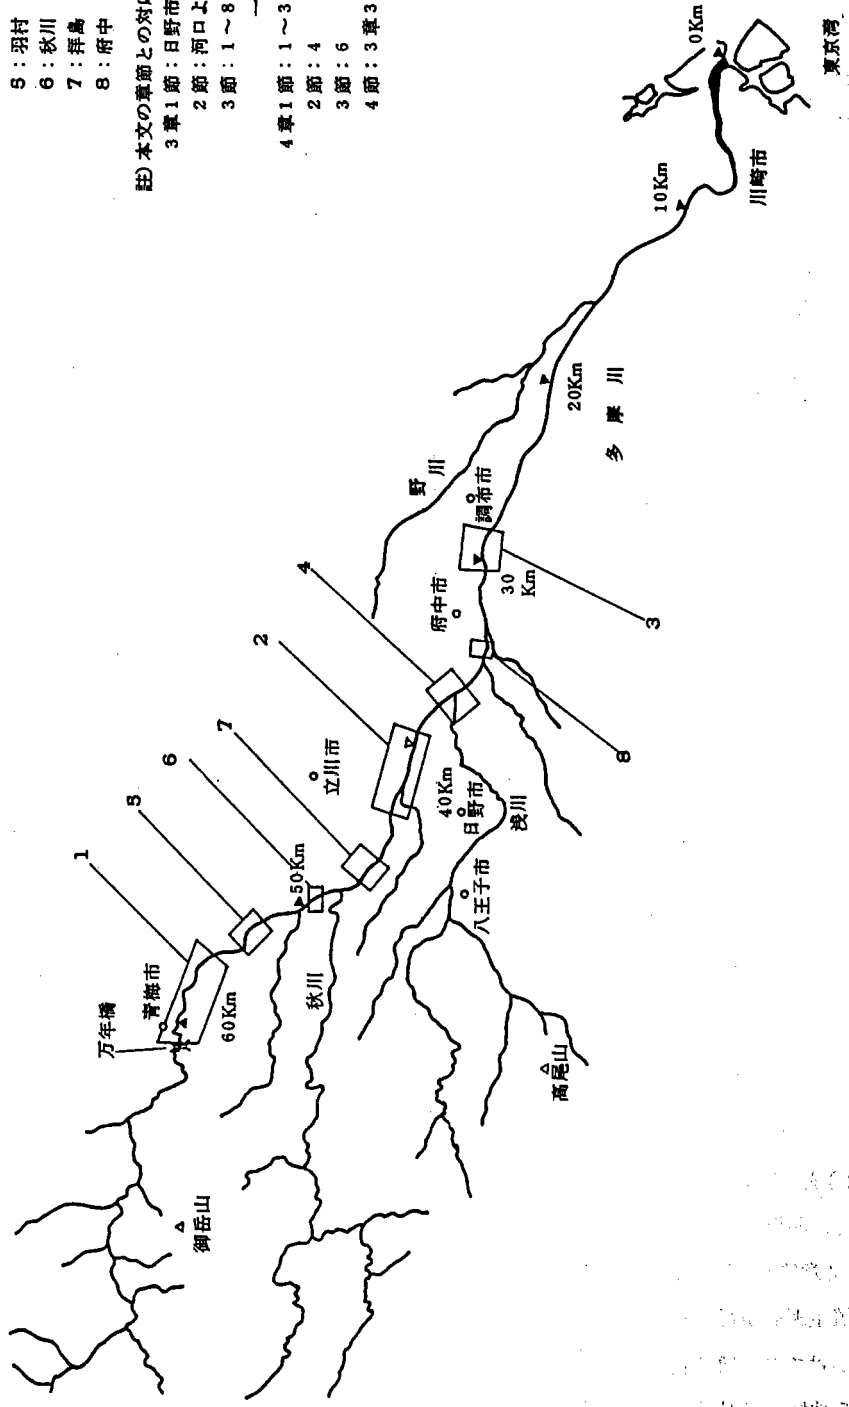 5：羽村
6：秋川
7：拝島
8：府中
註）本文の章節との対応
3章1節：日野市
2節：河口よ
3節：1～8
4章1節：1～3
2節：4
3節：6
4節：3章3
1
5
6
7
2
4
3
8
万年橋
青梅市
60Km
50Km
立川市
40Km
日野市
府中市
30
Km
野川
調布市
20Km
多摩川
10Km
川崎市
0Km
東京湾
御岳山
秋川
八王子市
浅川
高尾山